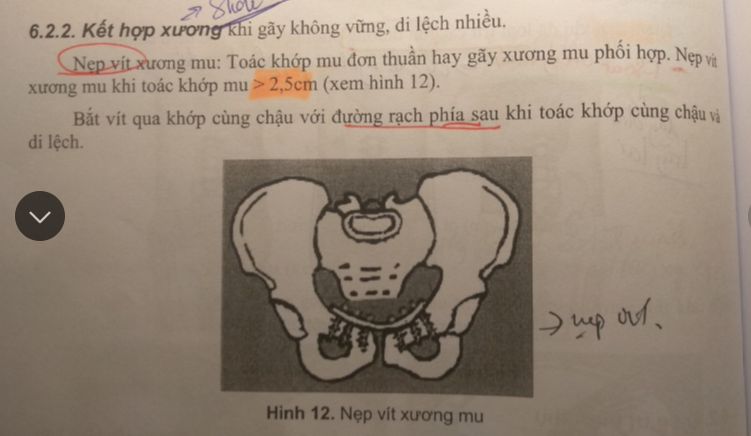 → Show
6.2.2. Kết hợp xương khi gãy không vững, di lệch nhiều.
Nẹp vít xương mu: Toác khớp mu đơn thuần hay gãy xương mu phối hợp. Nẹp vít
xương mu khi toác khớp mu > 2,5cm (xem hình 12).
Bắt vít qua khớp cùng chậu với đường rạch phía sau khi toác khớp cùng chậu và
di lệch.
→ nẹp vít.
Hình 12. Nẹp vít xương mu